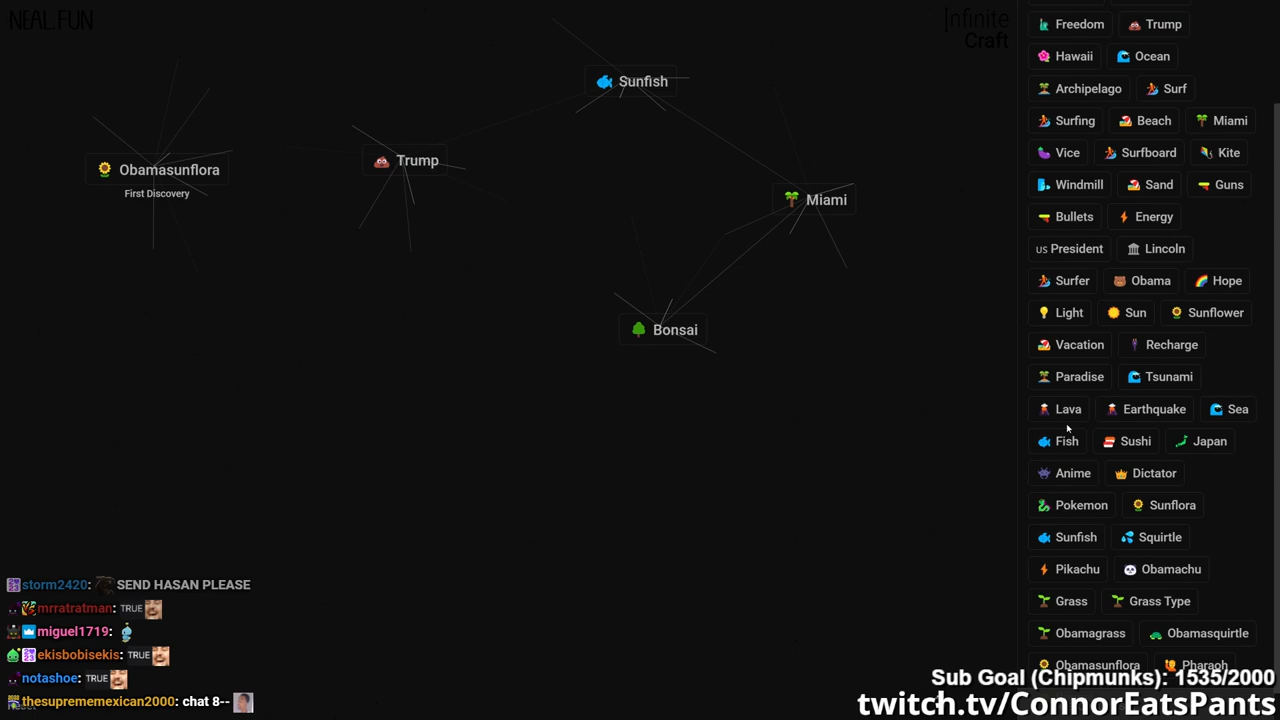 NEAL.FUN
Infinite
Craft
Sunfish
Obamasunflora
First Discovery
Trump
Miami
Bonsai
Freedom Trump
Hawaii Ocean
Archipelago Surf
Surfing Beach Miami
Vice Surfboard Kite
Windmill Sand Guns
Bullets Energy
US President Lincoln
Surfer Obama Hope
Light Sun Sunflower
Vacation Recharge
Paradise Tsunami
Lava Earthquake Sea
Fish Sushi Japan
Anime Dictator
Pokemon Sunflora
Sunfish Squirtle
Pikachu Obamachu
Grass Grass Type
Obamagrass Obamasquirtle
Obamasunflora Pharaoh
storm2420: SEND HASAN PLEASE
mrratratman: TRUE
miguel1719:
ekisbobisekis: TRUE
notashoe: TRUE
thesuprememexican2000: chat 8--
Sub Goal (Chipmunks): 1535/2000
twitch.tv/ConnorEatsPants